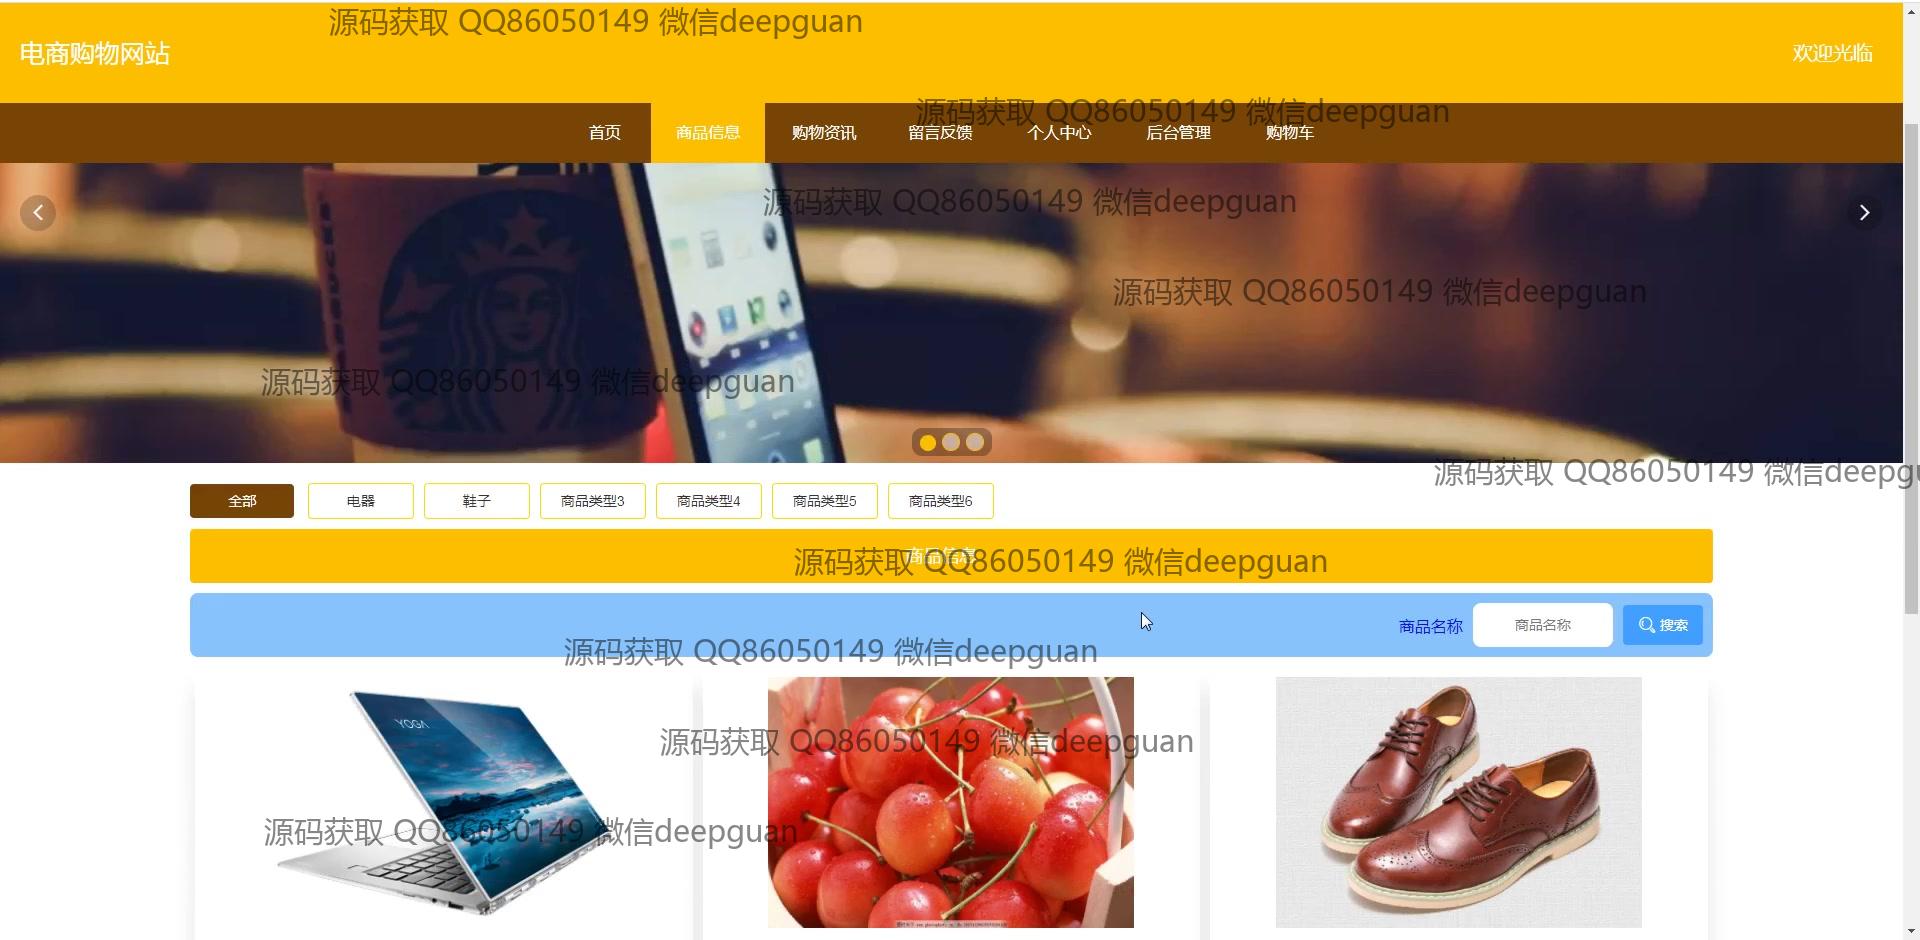 源码获取 QQ86050149 微信deepguan
电商购物网站
欢迎光临
源码获取 QQ86050149 微信deepguan
首页
商品信息
购物资讯
留言反馈
个人中心
后台管理
购物车
源码获取 QQ86050149 微信deepguan
源码获取 QQ86050149 微信deepguan
源码获取 QQ86050149 微信deepguan
源码获取 QQ86050149 微信deepgu
全部
电器
鞋子
商品类型3
商品类型4
商品类型5
商品类型6
商品信息
源码获取 QQ86050149 微信deepguan
商品名称
商品名称
搜索
源码获取 QQ86050149 微信deepguan
YOGA
源码获取 QQ86050149 微信deepguan
源码获取 QQ86050149 微信deepguan